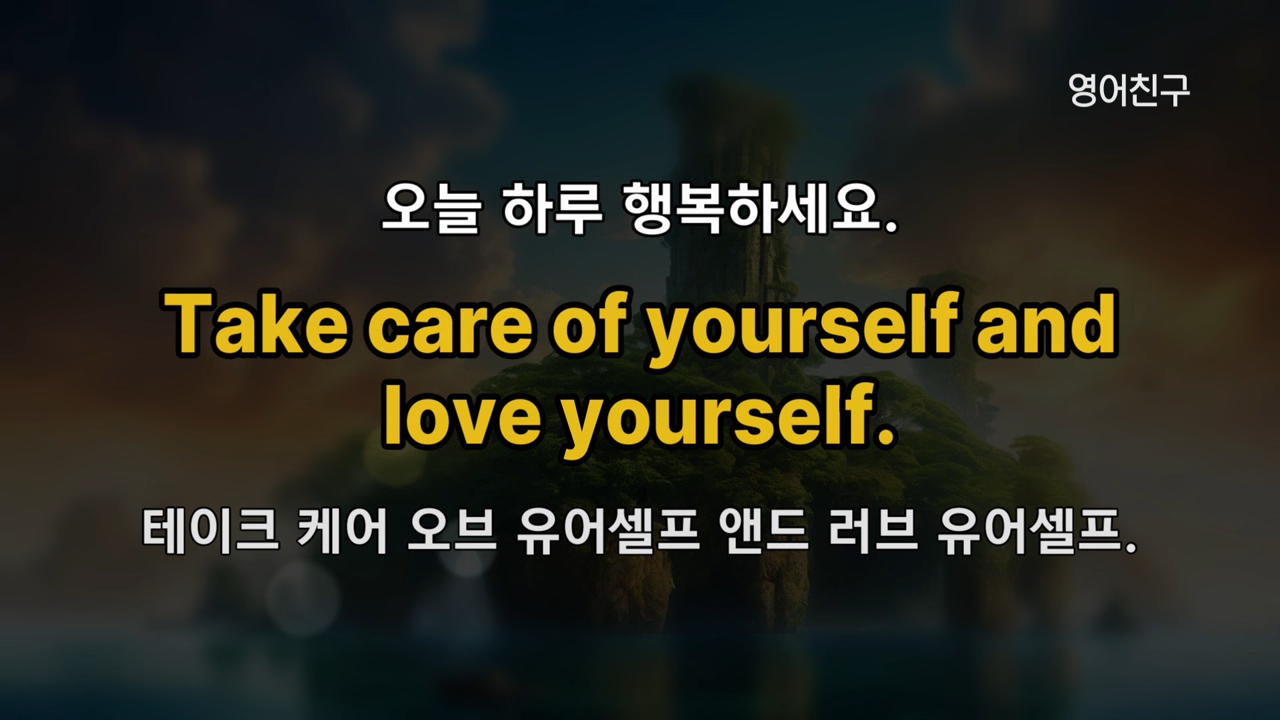 영어친구
오늘 하루 행복하세요.
Take care of yourself and
love yourself.
테이크 케어 오브 유어셀프 앤드 러브 유어셀프.